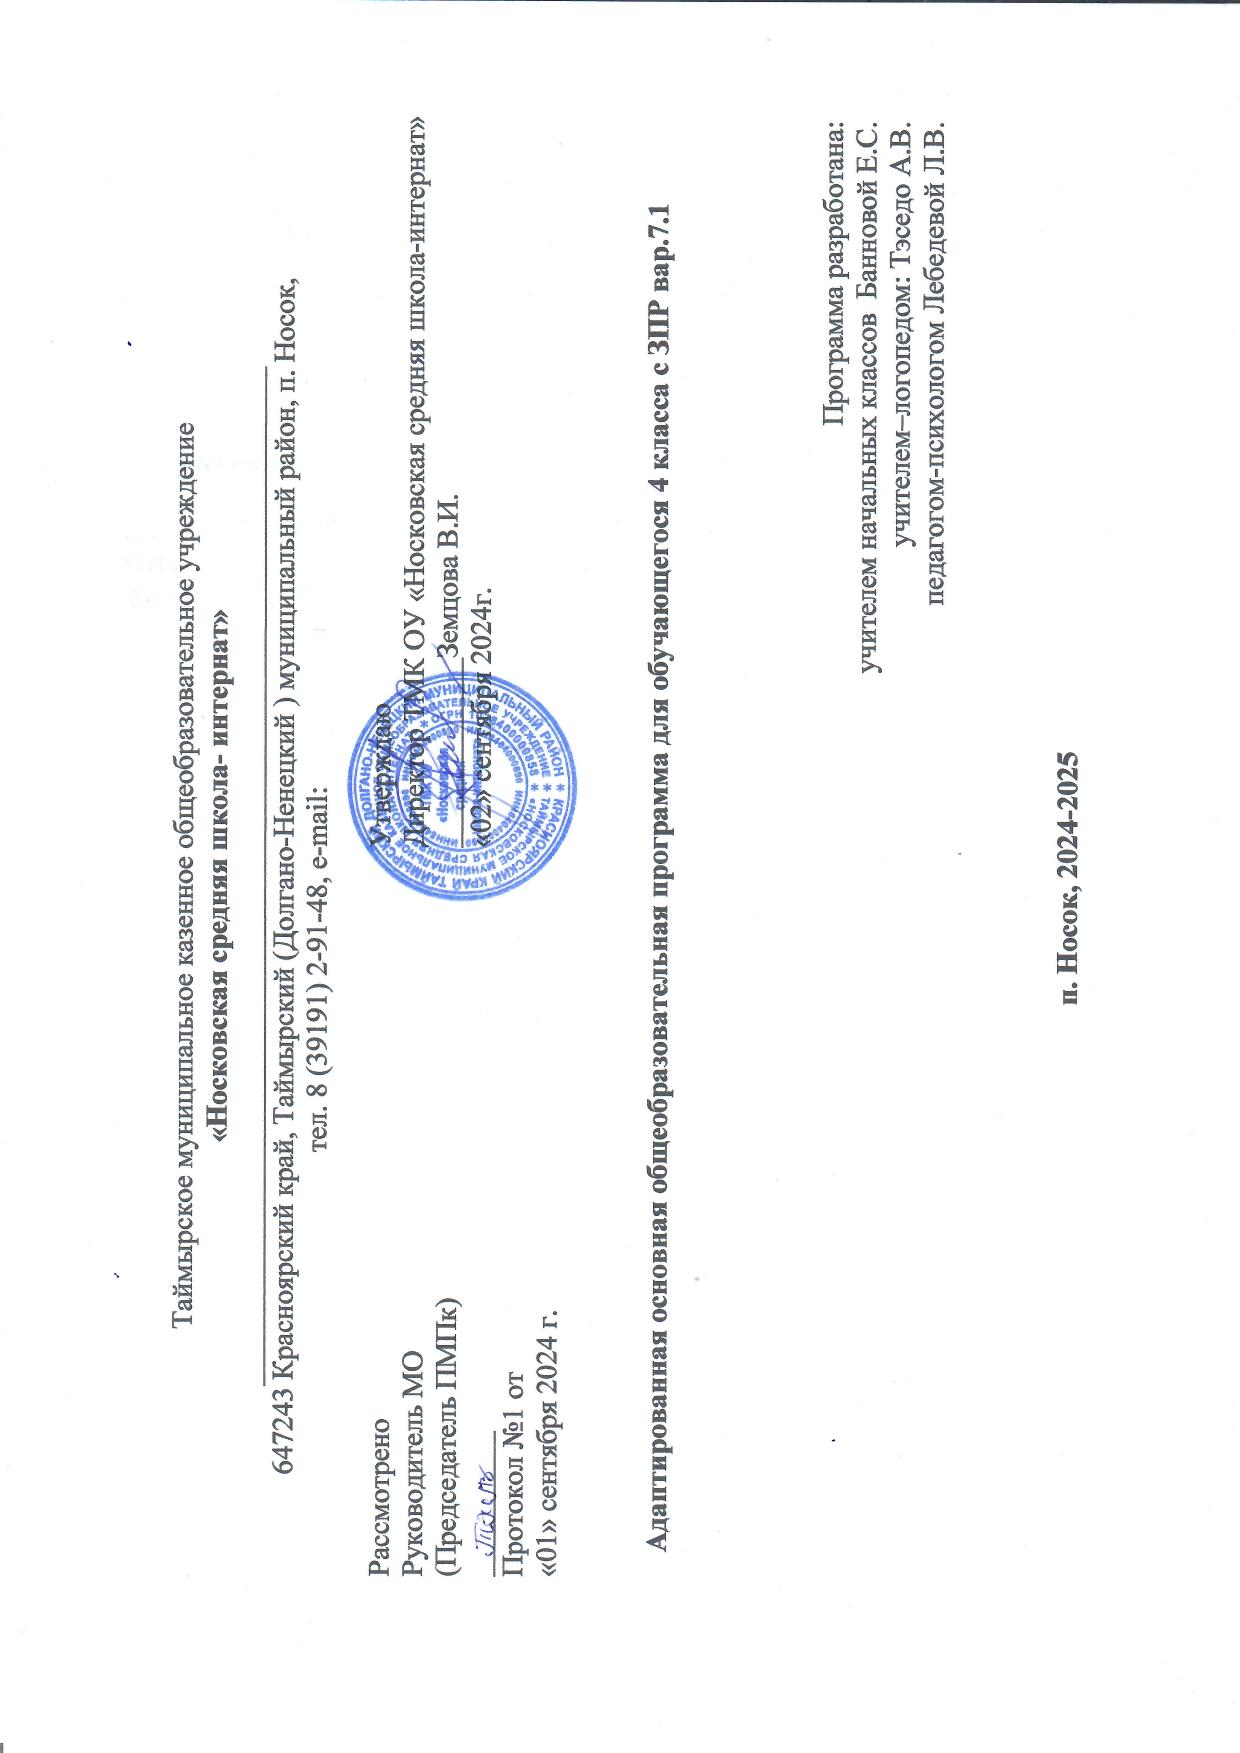 Таймырское муниципальное казенное общеобразовательное учреждение
«Носковская средняя школа- интернат»
647243 Красноярский край, Таймырский (Долгано-Ненецкий ) муниципальный район, п. Носок,
тел. 8 (39191) 2-91-48, e-mail:
Рассмотрено
Руководитель МО
(Председатель ПМПк)
Протокол №1 от
«01» сентября 2024 г.
Утверждаю
Директор ТМК ОУ «Носковская средняя школа-интернат»
Земцова В.И.
«02» сентября 2024г.
Адаптированная основная общеобразовательная программа для обучающегося 4 класса с ЗПР вар.7.1
Программа разработана:
учителем начальных классов Банновой Е.С.
учителем–логопедом: Тэседо А.В.
педагогом-психологом Лебедевой Л.В.
п. Носок, 2024-2025